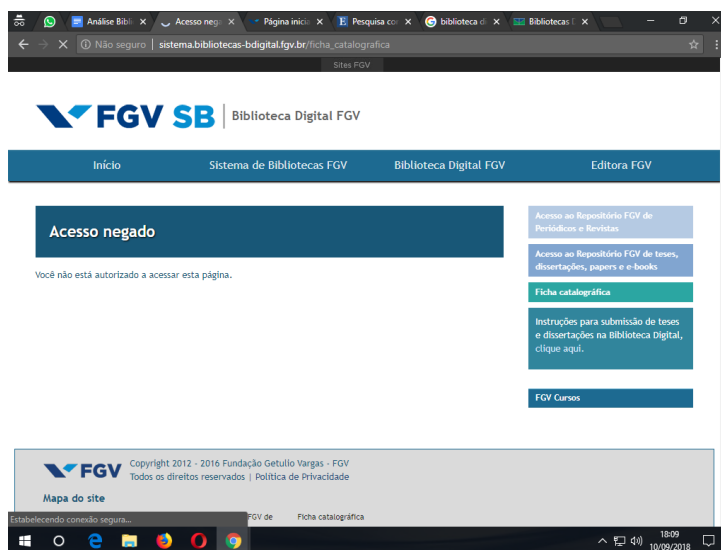 Análise Bibli
Acesso nega
Página inicia
Pesquisa cor
biblioteca di
Bibliotecas E
Não seguro | sistema.bibliotecas-bdigital.fgv.br/ficha_catalografica
Sites FGV
FGV SB | Biblioteca Digital FGV
Início
Sistema de Bibliotecas FGV
Biblioteca Digital FGV
Editora FGV
Acesso negado
Você não está autorizado a acessar esta página.
Acesso ao Repositório FGV de
Periódicos e Revistas
Acesso ao Repositório FGV de teses,
dissertações, papers e e-books
Ficha catalográfica
Instruções para submissão de teses
e dissertações na Biblioteca Digital,
clique aqui.
FGV Cursos
FGV
Copyright 2012 - 2016 Fundação Getulio Vargas - FGV
Todos os direitos reservados | Política de Privacidade
Mapa do site
FGV de
Ficha catalográfica
Estabelecendo conexão segura...
18:09
10/09/2018